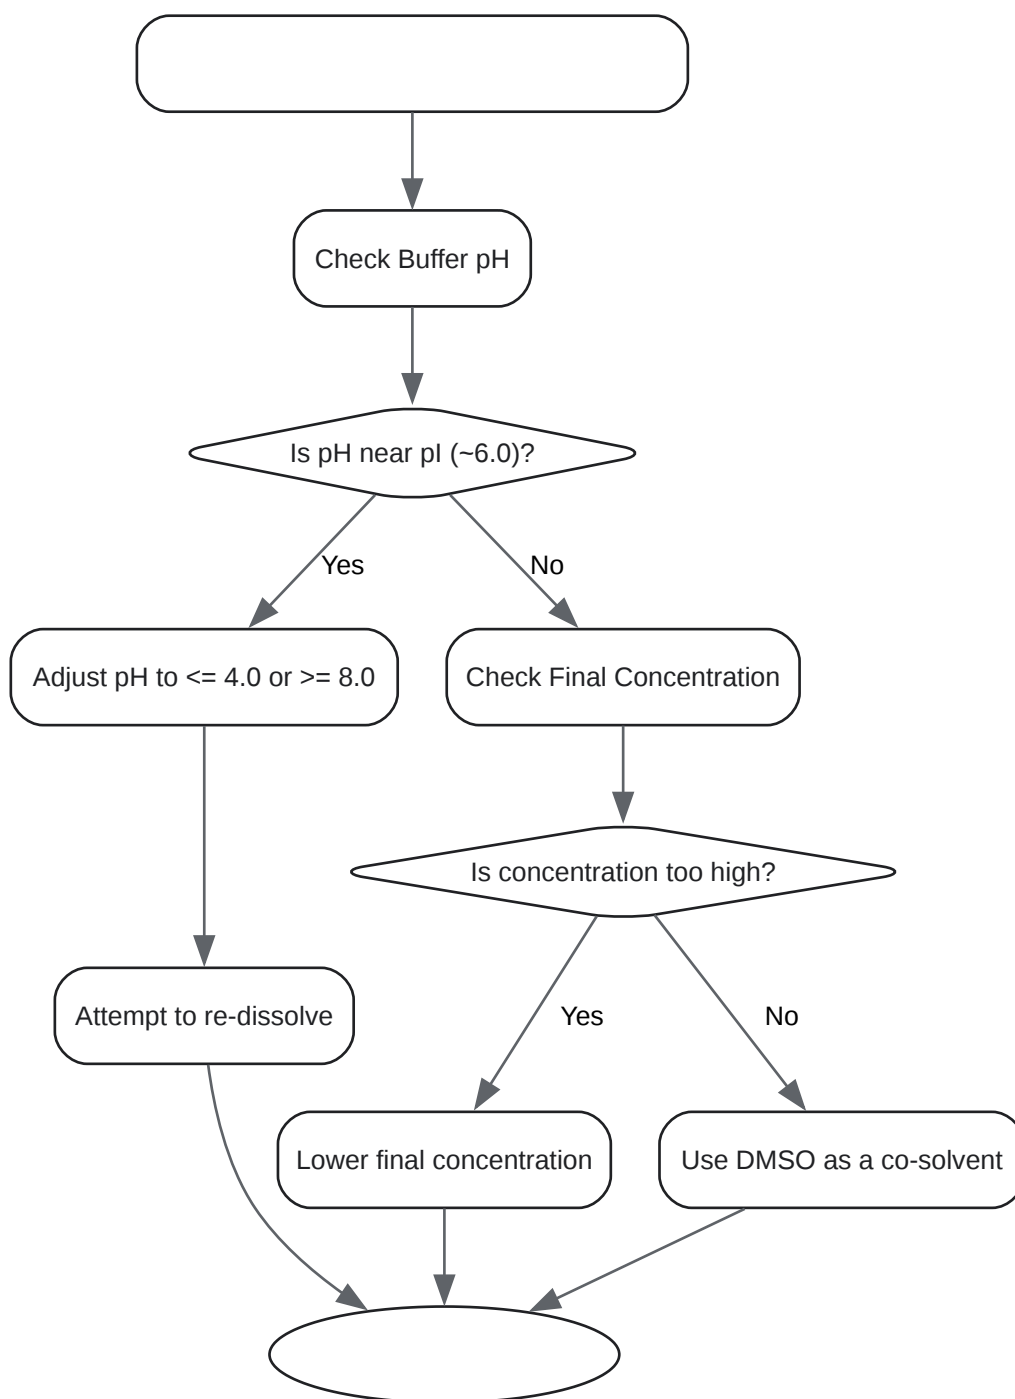 Check Buffer pH
Is pH near pI (~6.0)?
Yes
No
Adjust pH to <= 4.0 or >= 8.0
Check Final Concentration
Is concentration too high?
Attempt to re-dissolve
Yes
No
Lower final concentration
Use DMSO as a co-solvent